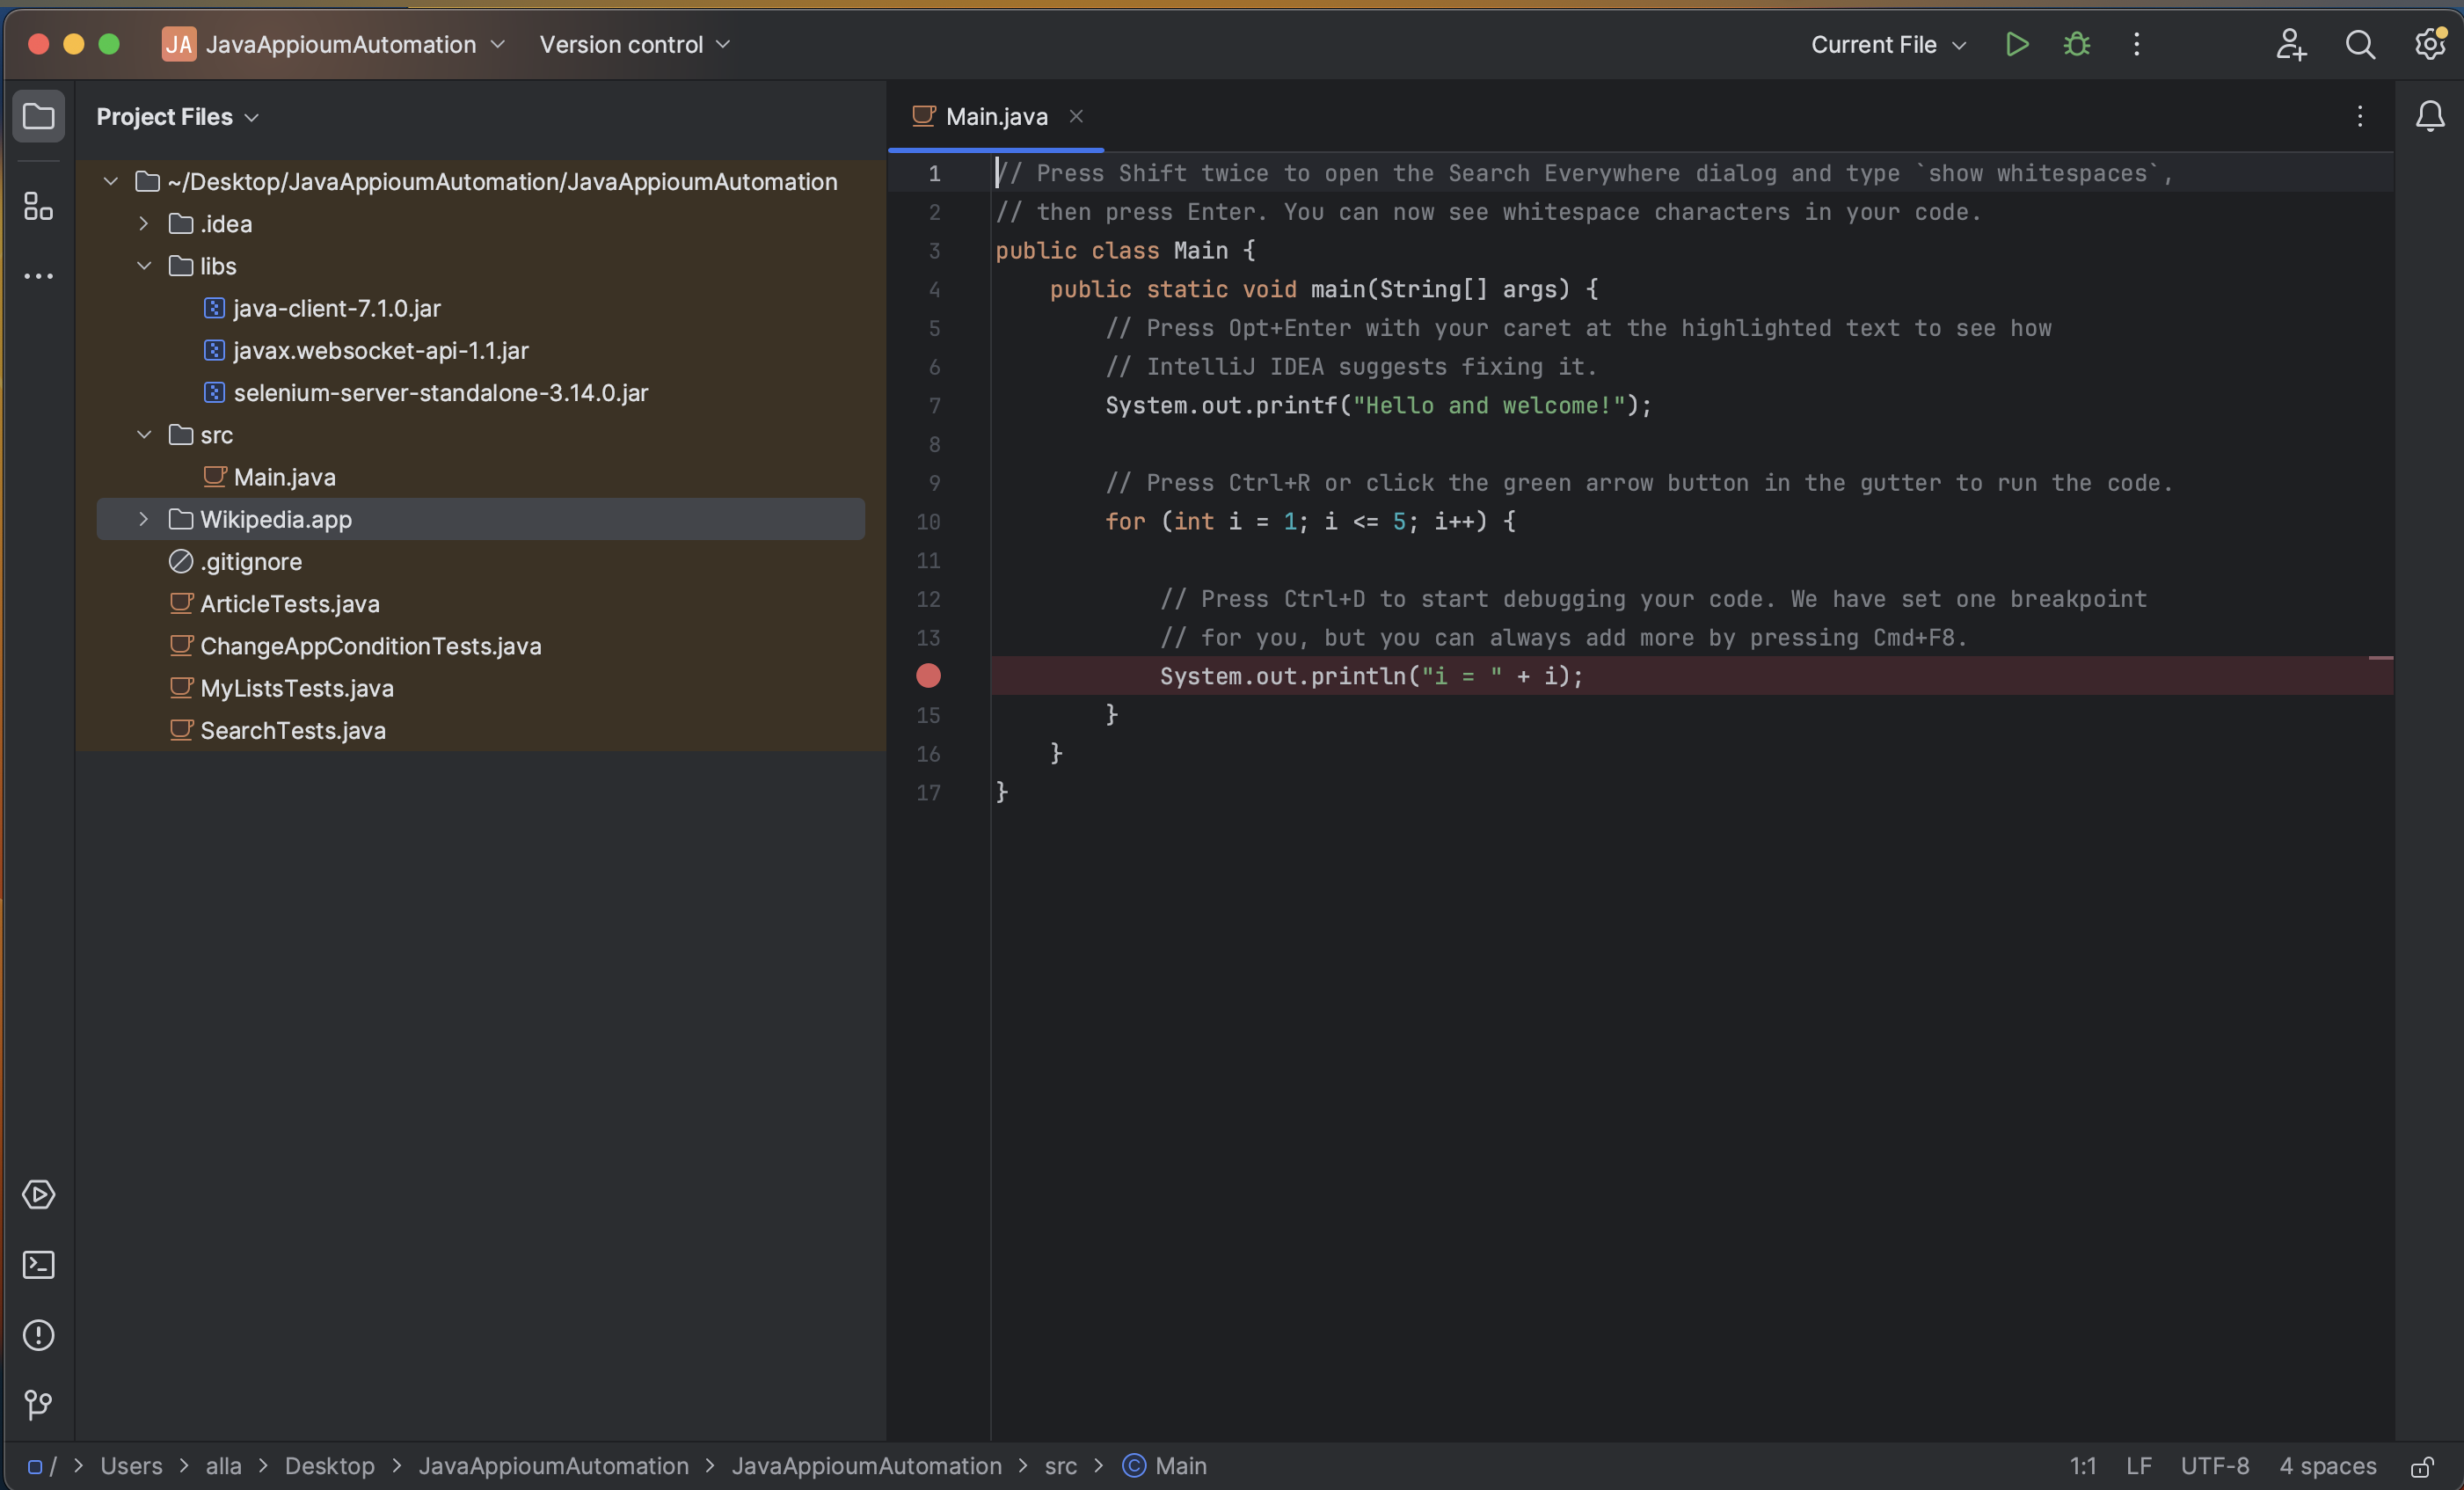 JA JavaAppioumAutomation Version control Current File
Project Files
~/Desktop/JavaAppioumAutomation/JavaAppioumAutomation
.idea
libs
java-client-7.1.0.jar
javax.websocket-api-1.1.jar
selenium-server-standalone-3.14.0.jar
src
Main.java
Wikipedia.app
.gitignore
ArticleTests.java
ChangeAppConditionTests.java
MyListsTests.java
SearchTests.java
Main.java
1 // Press Shift twice to open the Search Everywhere dialog and type `show whitespaces`,
2 // then press Enter. You can now see whitespace characters in your code.
3 public class Main {
4 public static void main(String[] args) {
5 // Press Opt+Enter with your caret at the highlighted text to see how
6 // IntelliJ IDEA suggests fixing it.
7 System.out.printf("Hello and welcome!");
8
9 // Press Ctrl+R or click the green arrow button in the gutter to run the code.
10 for (int i = 1; i <= 5; i++) {
11
12 // Press Ctrl+D to start debugging your code. We have set one breakpoint
13 // for you, but you can always add more by pressing Cmd+F8.
System.out.println("i = " + i);
15 }
16 }
17 }
/ > Users > alla > Desktop > JavaAppioumAutomation > JavaAppioumAutomation > src > © Main 1:1 LF UTF-8 4 spaces